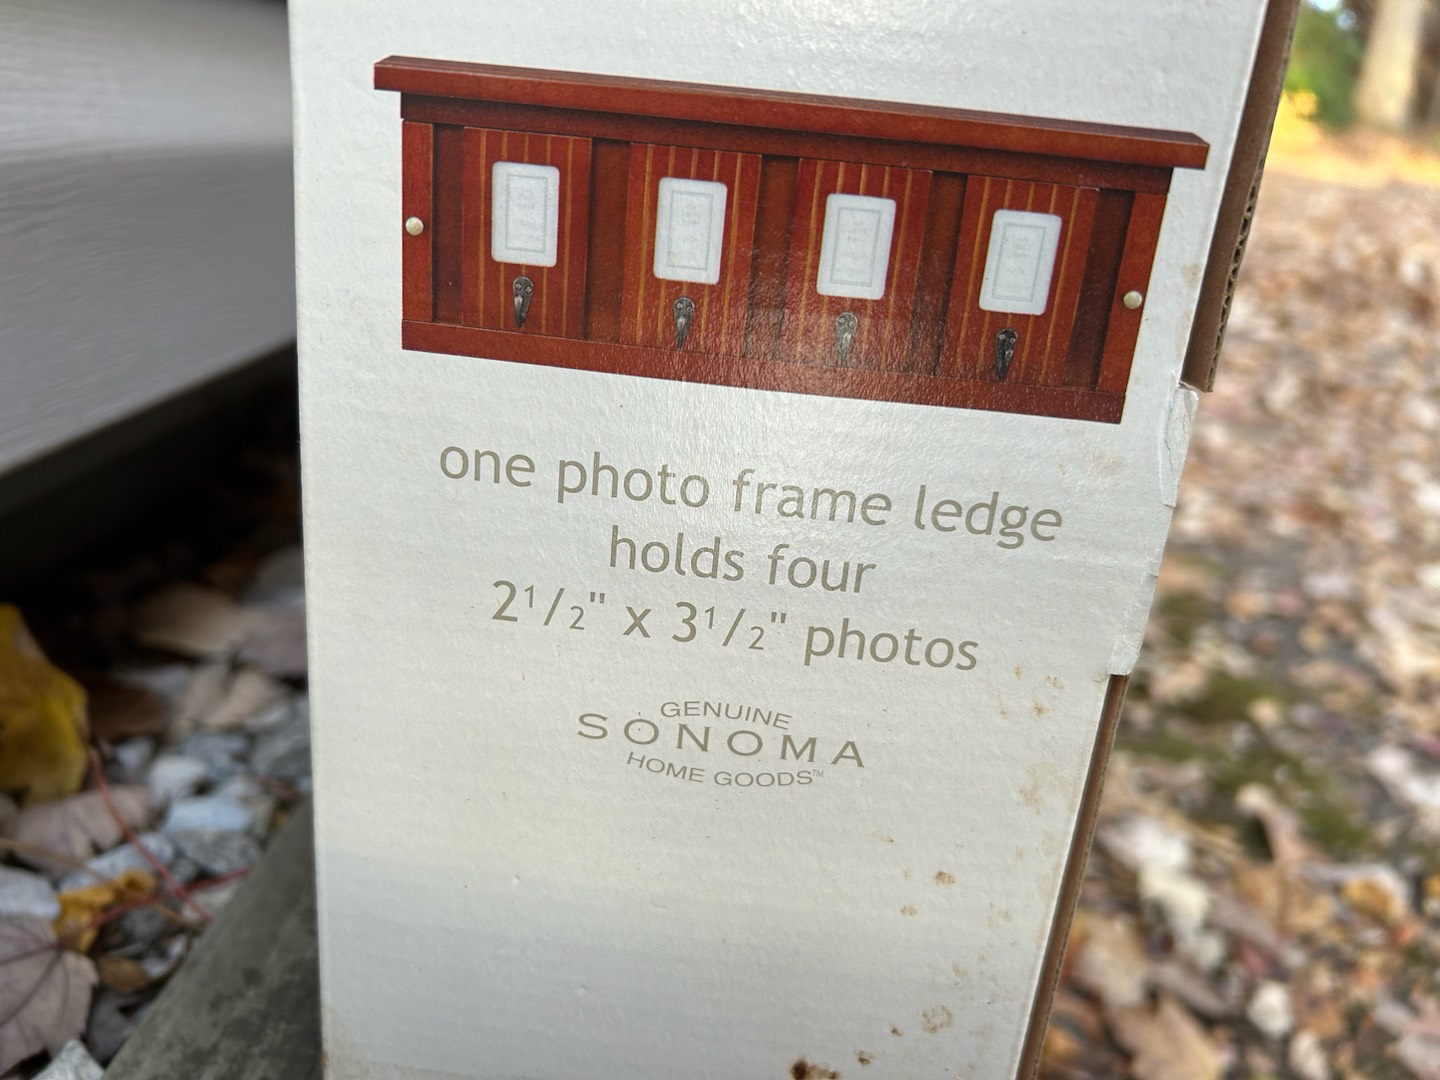 one photo frame ledge
holds four
2 1/2" x 3 1/2" photos
GENUINE
SONOMA
HOME GOODS™